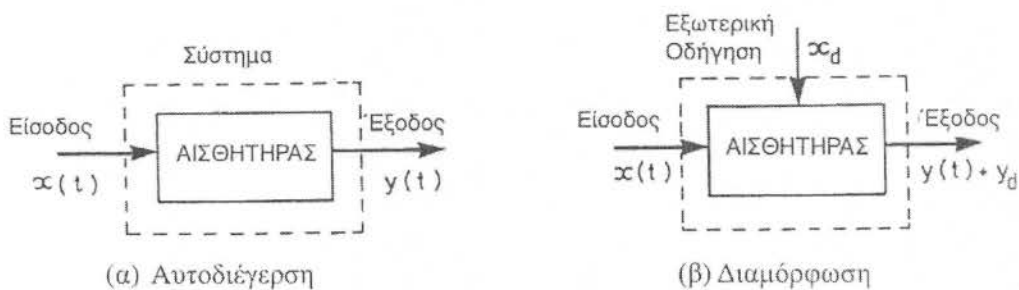 Σύστημα
Είσοδος
x(t)
ΑΙΣΘΗΤΗΡΑΣ
Έξοδος
y(t)
(α) Αυτοδιέγερση
Εξωτερική
Οδήγηση
x_d
Είσοδος
x(t)
ΑΙΣΘΗΤΗΡΑΣ
Έξοδος
y(t) + y_d
(β) Διαμόρφωση